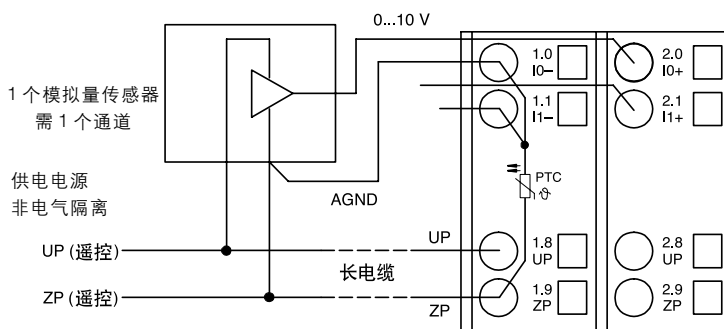 0...10 V
1 个模拟量传感器
需 1 个通道
供电电源
非电气隔离
AGND
UP (遥控)
ZP (遥控)
长电缆
UP
ZP
1.0
I0–
2.0
I0+
1.1
I1–
2.1
I1+
PTC
ϑ
1.8
UP
2.8
UP
1.9
ZP
2.9
ZP